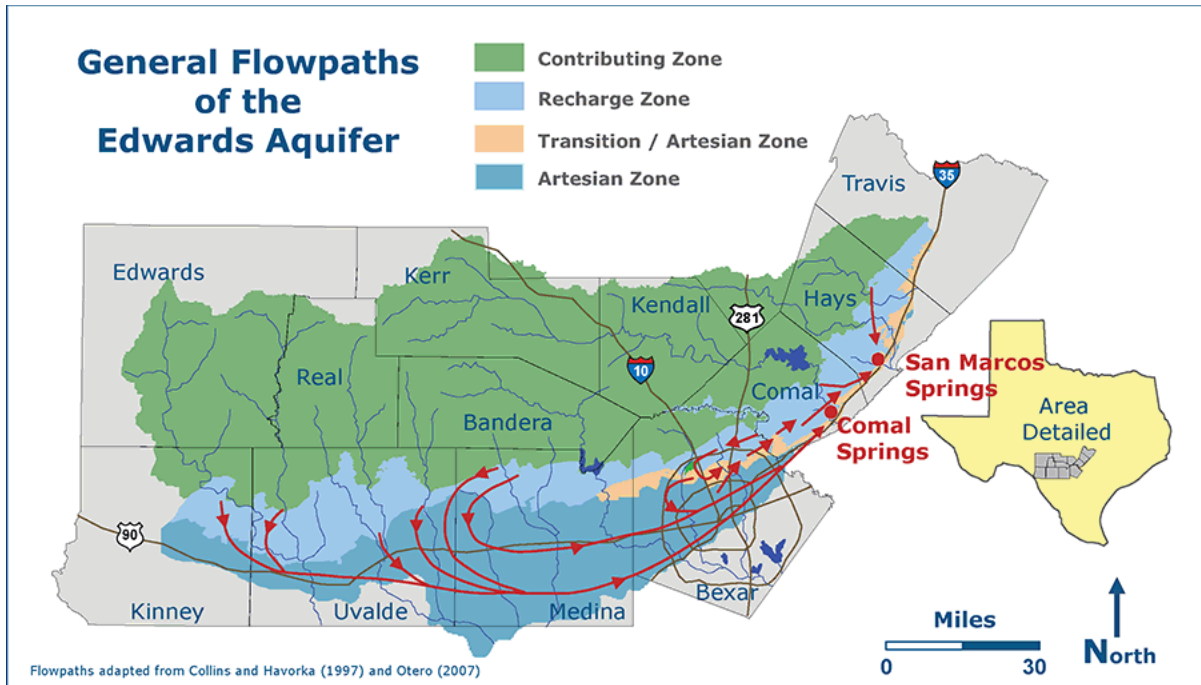 General Flowpaths
of the
Edwards Aquifer
Contributing Zone
Recharge Zone
Transition / Artesian Zone
Artesian Zone
Travis
35
Edwards
Kerr
Kendall
Hays
281
10
Real
Comal
San Marcos
Springs
Bandera
Comal
Springs
Area
Detailed
90
Kinney
Uvalde
Medina
Bexar
Miles
0
30
North
Flowpaths adapted from Collins and Havorka (1997) and Otero (2007)